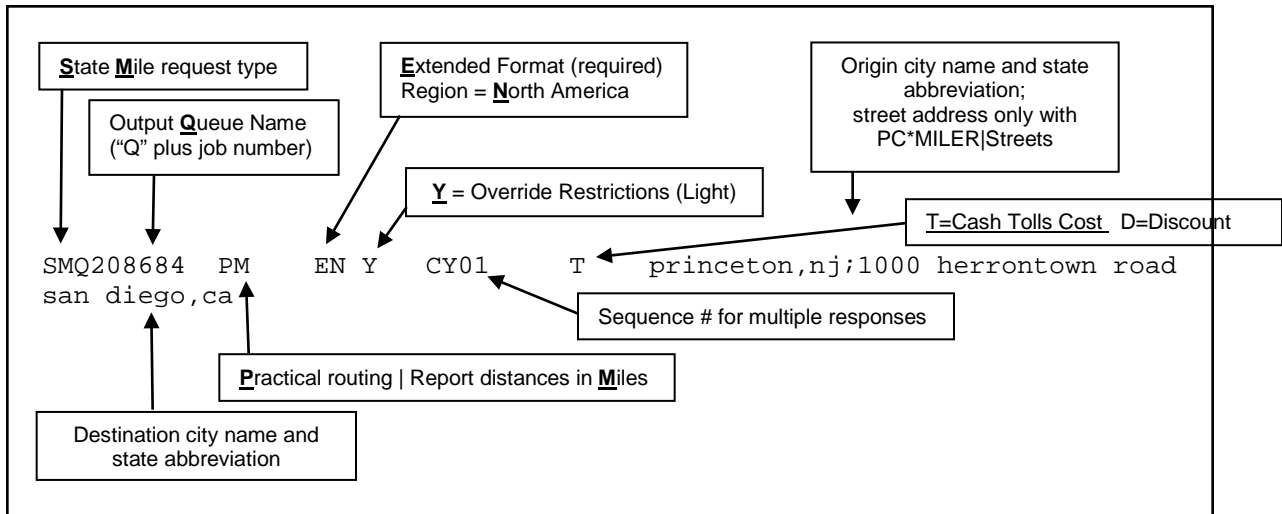 State Mile request type
Output Queue Name
("Q" plus job number)
Extended Format (required)
Region = North America
Origin city name and state
abbreviation;
street address only with
PC*MILER|Streets
Y = Override Restrictions (Light)
T=Cash Tolls Cost D=Discount
SMQ208684 PM EN Y CY01 T princeton,nj;1000 herrontown road
san diego,ca
Sequence # for multiple responses
Practical routing | Report distances in Miles
Destination city name and
state abbreviation